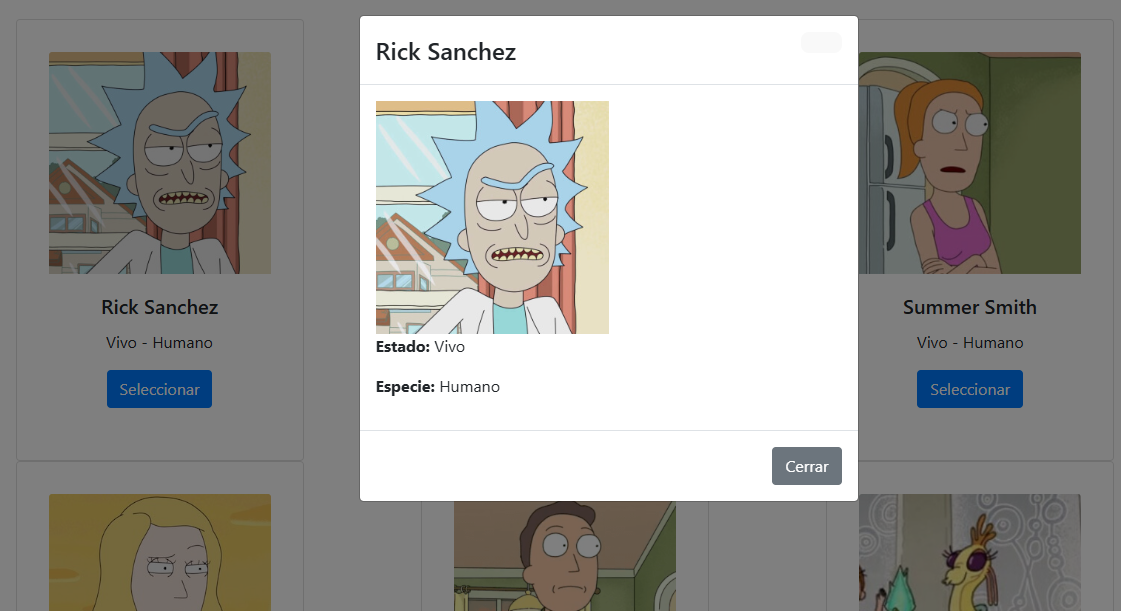 Rick Sanchez
Estado: Vivo
Especie: Humano
Cerrar
Rick Sanchez
Vivo - Humano
Seleccionar
Summer Smith
Vivo - Humano
Seleccionar